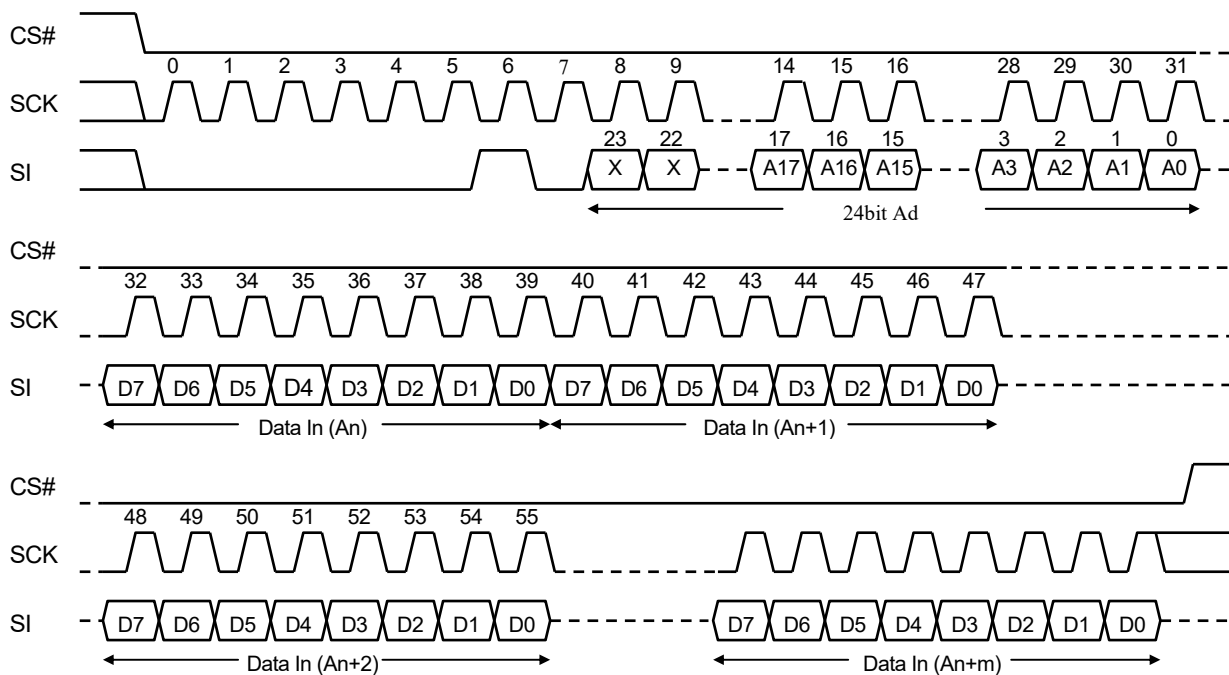 CS#
0 1 2 3 4 5 6 7 8 9 14 15 16 28 29 30 31
SCK
23 22 17 16 15 3 2 1 0
SI X X A17 A16 A15 A3 A2 A1 A0
24bit Ad
CS#
32 33 34 35 36 37 38 39 40 41 42 43 44 45 46 47
SCK
SI D7 D6 D5 D4 D3 D2 D1 D0 D7 D6 D5 D4 D3 D2 D1 D0
Data In (An) Data In (An+1)
CS#
48 49 50 51 52 53 54 55
SCK
SI D7 D6 D5 D4 D3 D2 D1 D0 D7 D6 D5 D4 D3 D2 D1 D0
Data In (An+2) Data In (An+m)